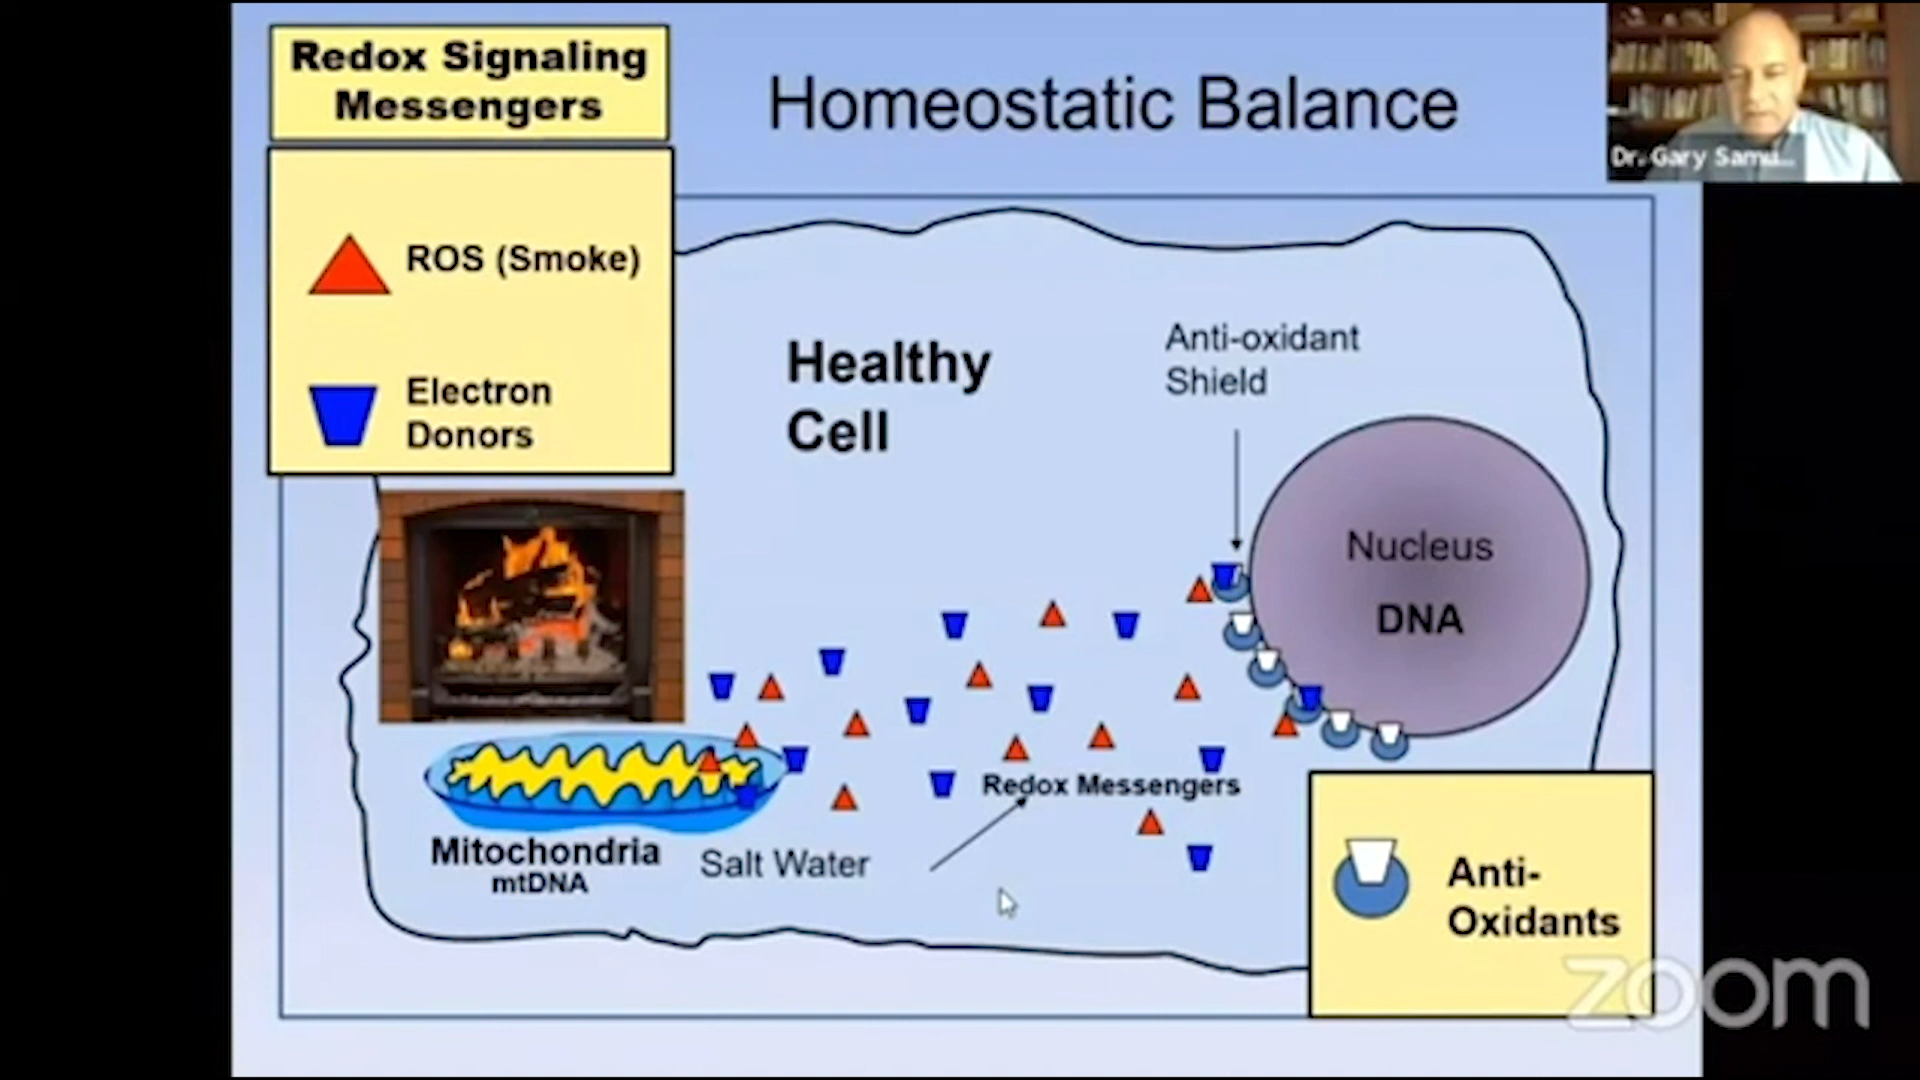 Redox Signaling
Messengers
Homeostatic Balance
Dr. Gary Samu...
ROS (Smoke)
Electron
Donors
Healthy
Cell
Anti-oxidant
Shield
Nucleus
DNA
Redox Messengers
Mitochondria
mtDNA
Salt Water
Anti-
Oxidants
zoom